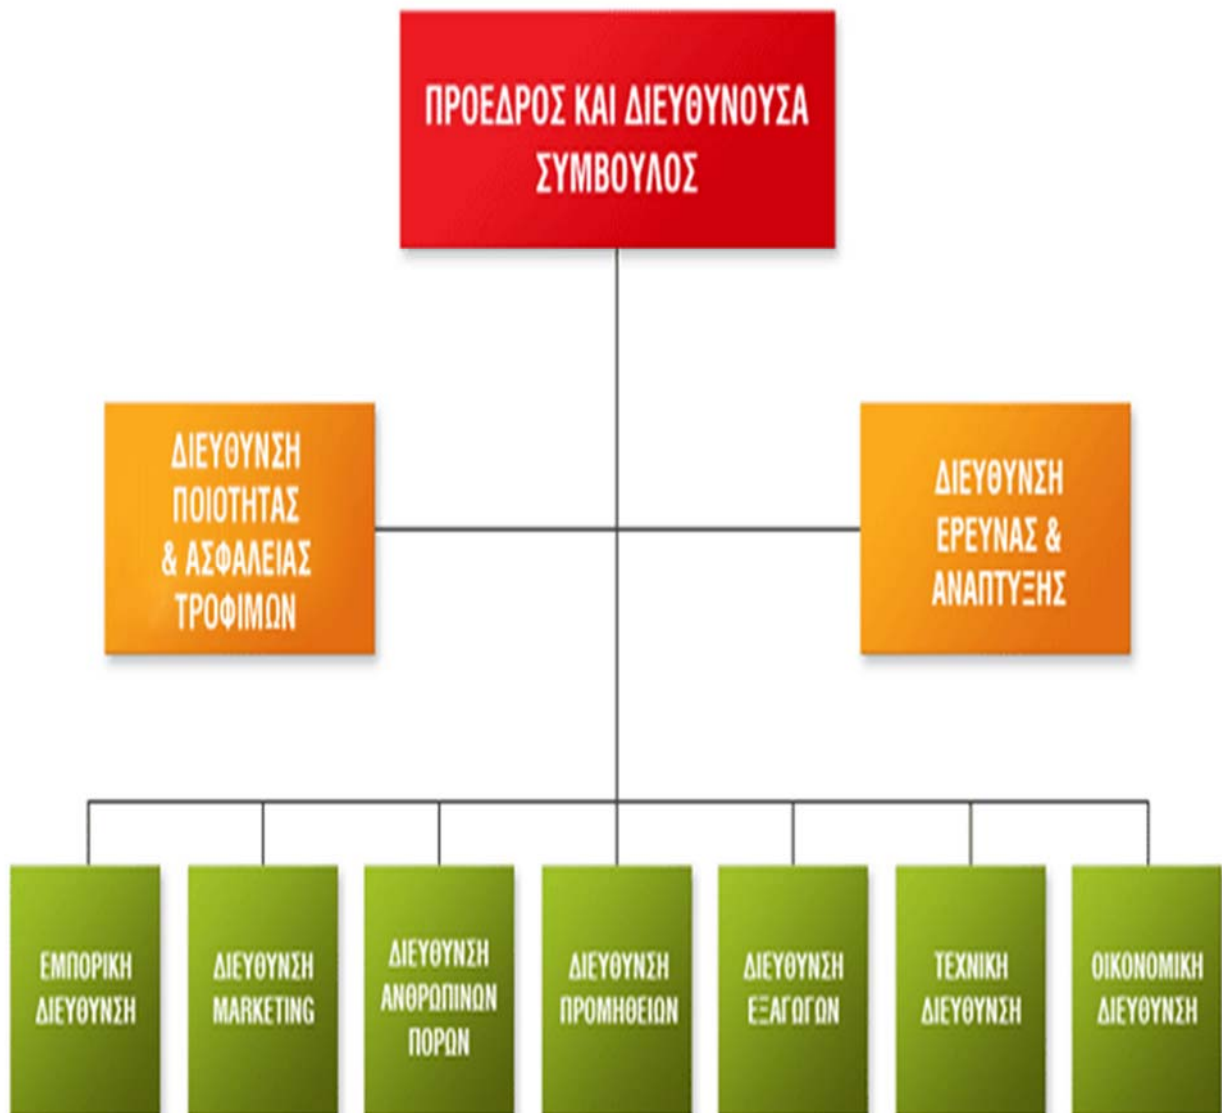 ΠΡΟΕΔΡΟΣ ΚΑΙ ΔΙΕΥΘΥΝΟΥΣΑ
ΣΥΜΒΟΥΛΟΣ
ΔΙΕΥΘΥΝΣΗ
ΠΟΙΟΤΗΤΑΣ
& ΑΣΦΑΛΕΙΑΣ
ΤΡΟΦΙΜΩΝ
ΔΙΕΥΘΥΝΣΗ
ΕΡΕΥΝΑΣ &
ΑΝΑΠΤΥΞΗΣ
ΕΜΠΟΡΙΚΗ
ΔΙΕΥΘΥΝΣΗ
ΔΙΕΥΘΥΝΣΗ
MARKETING
ΔΙΕΥΘΥΝΣΗ
ΑΝΘΡΩΠΙΝΩΝ
ΠΟΡΩΝ
ΔΙΕΥΘΥΝΣΗ
ΠΡΟΜΗΘΕΙΩΝ
ΔΙΕΥΘΥΝΣΗ
ΕΞΑΓΩΓΩΝ
ΤΕΧΝΙΚΗ
ΔΙΕΥΘΥΝΣΗ
ΟΙΚΟΝΟΜΙΚΗ
ΔΙΕΥΘΥΝΣΗ